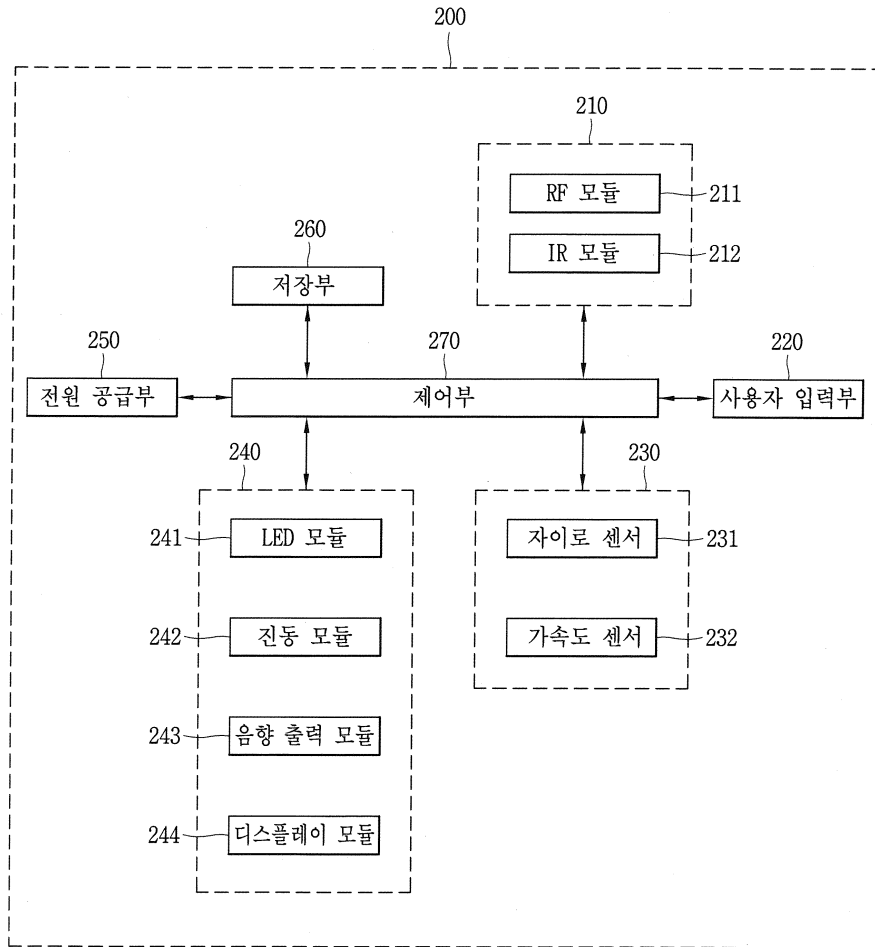 200
210
RF 모듈
211
IR 모듈
212
260
저장부
250
전원 공급부
270
제어부
220
사용자 입력부
240
241
LED 모듈
242
진동 모듈
243
음향 출력 모듈
244
디스플레이 모듈
230
자이로 센서
231
가속도 센서
232